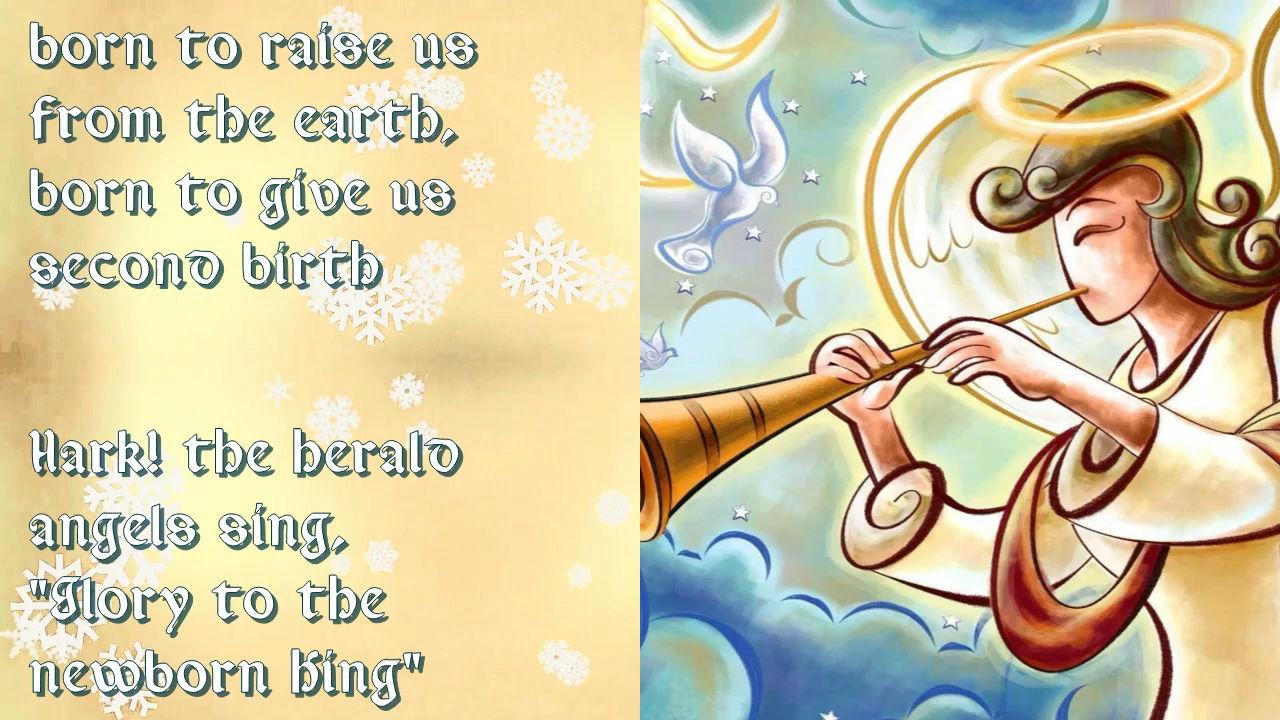 born to raise us
from the earth,
born to give us
second birth
Hark! the herald
angels sing,
"Glory to the
newborn King"